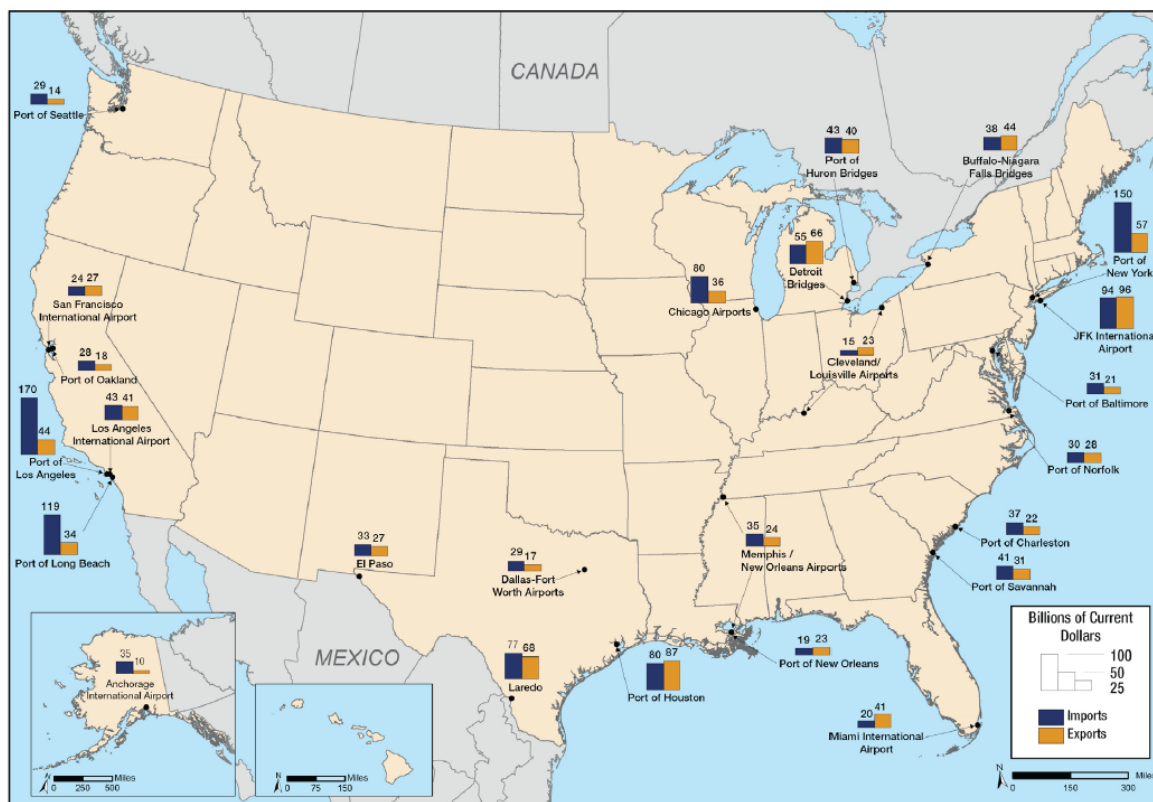 CANADA
29 14
Port of Seattle
43 40
Port of
Huron Bridges
38 44
Buffalo-Niagara
Falls Bridges
150
57
Port of
New York
55 66
Detroit
Bridges
80
36
Chicago Airports
94 96
JFK International
Airport
24 27
San Francisco
International Airport
15 23
Cleveland/
Louisville Airports
28 18
Port of Oakland
31 21
Port of Baltimore
170
44
Port of
Los Angeles
43 41
Los Angeles
International Airport
30 28
Port of Norfolk
119
34
Port of Long Beach
37 22
Port of Charleston
33 27
El Paso
29 17
Dallas-Fort
Worth Airports
35 24
Memphis /
New Orleans Airports
41 31
Port of Savannah
MEXICO
77 68
Laredo
80 87
Port of Houston
19 23
Port of New Orleans
20 41
Miami International
Airport
35 10
Anchorage
International Airport
N
Miles
0 250 500
N
Miles
0 75 150
Billions of Current
Dollars
100
50
25
Imports
Exports
N
Miles
0 150 300